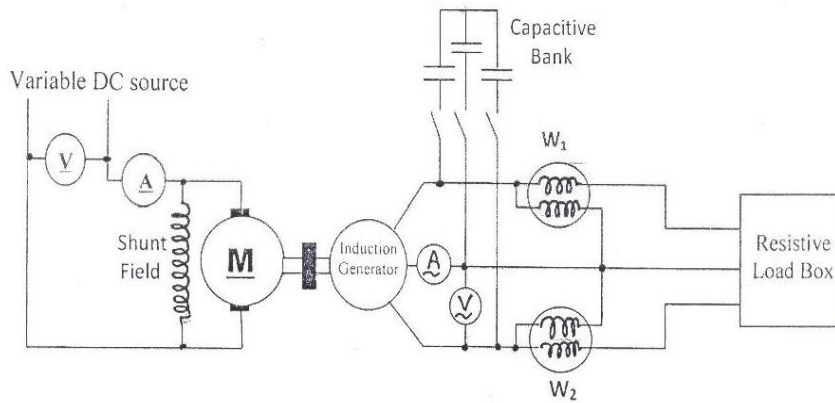 Capacitive
Bank
Variable DC source
V
A
W₁
Shunt
Field
M
Induction
Generator
A
V
Resistive
Load Box
W₂